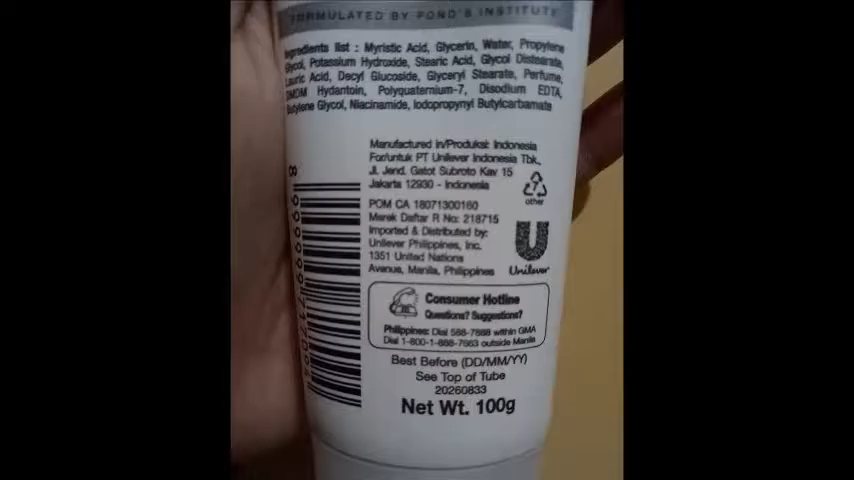 FORMULATED BY POND'S INSTITUTE
Ingredients list : Myristic Acid, Glycerin, Water, Propylene
Glycol, Potassium Hydroxide, Stearic Acid, Glycol Distearate,
Lauric Acid, Decyl Glucoside, Glyceryl Stearate, Perfume,
DMDM Hydantoin, Polyquaternium-7, Disodium EDTA,
Butylene Glycol, Niacinamide, Iodopropynyl Butylcarbamate
Manufactured in/Produksi: Indonesia
For/untuk PT Unilever Indonesia Tbk.,
Jl. Jend. Gatot Subroto Kav 15
Jakarta 12930 - Indonesia
7
other
POM CA 18071300160
Merek Daftar R No: 218715
Imported & Distributed by:
Unilever Philippines, Inc.
1351 United Nations
Avenue, Manila, Philippines
Unilever
Consumer Hotline
Questions? Suggestions?
Philippines: Dial 588-7888 within GMA
Dial 1-800-1-888-7563 outside Manila
Best Before (DD/MM/YY)
See Top of Tube
20260833
Net Wt. 100g